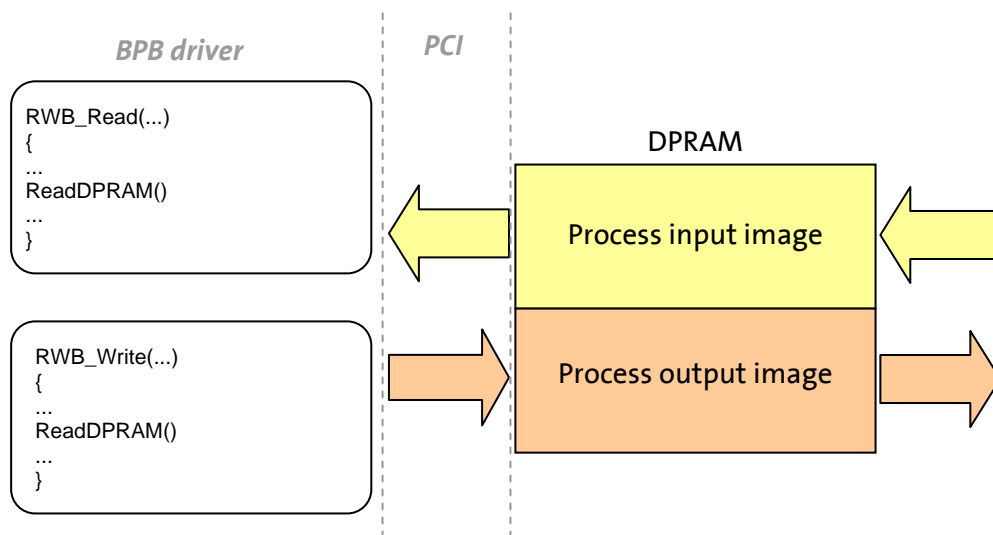 BPB driver
PCI
RWB_Read(...)
{
...
ReadDPRAM()
...
}
DPRAM
Process input image
RWB_Write(...)
{
...
ReadDPRAM()
...
}
Process output image